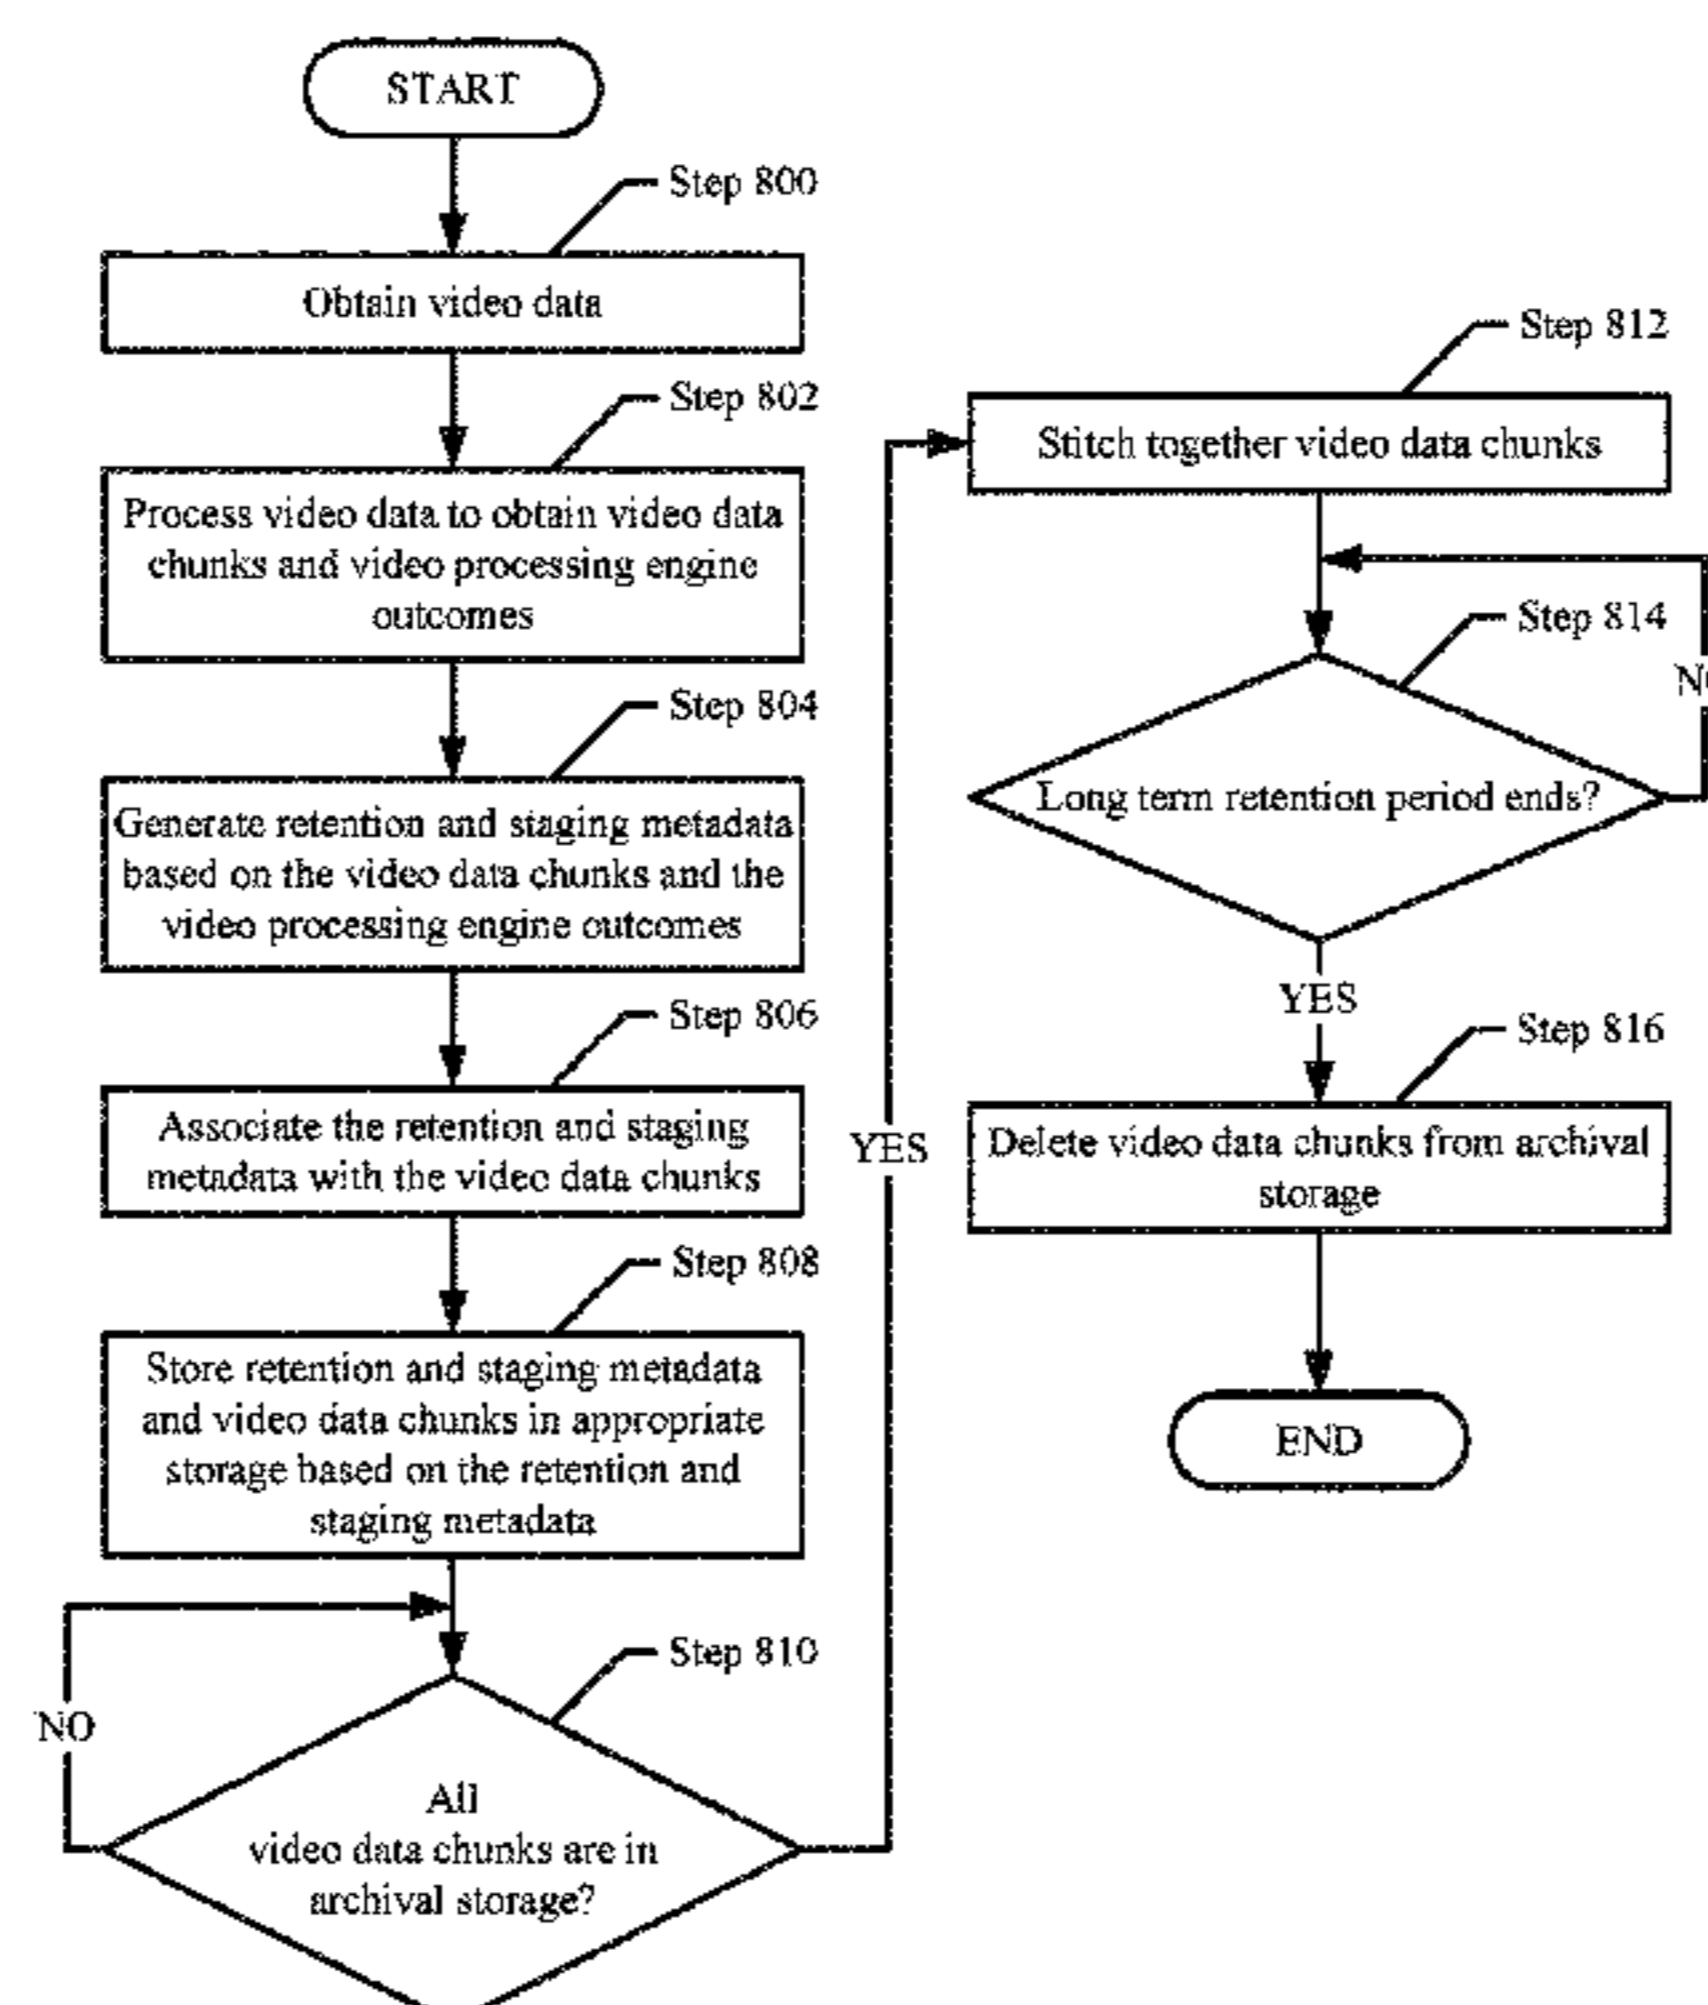 START
Step 800
Obtain video data
Step 802
Process video data to obtain video data
chunks and video processing engine
outcomes
Step 804
Generate retention and staging metadata
based on the video data chunks and the
video processing engine outcomes
Step 806
Associate the retention and staging
metadata with the video data chunks
Step 808
Store retention and staging metadata
and video data chunks in appropriate
storage based on the retention and
staging metadata
Step 810
NO
All
video data chunks are in
archival storage?
YES
Step 812
Stitch together video data chunks
Step 814
Long term retention period ends?
YES
Step 816
Delete video data chunks from archival
storage
END